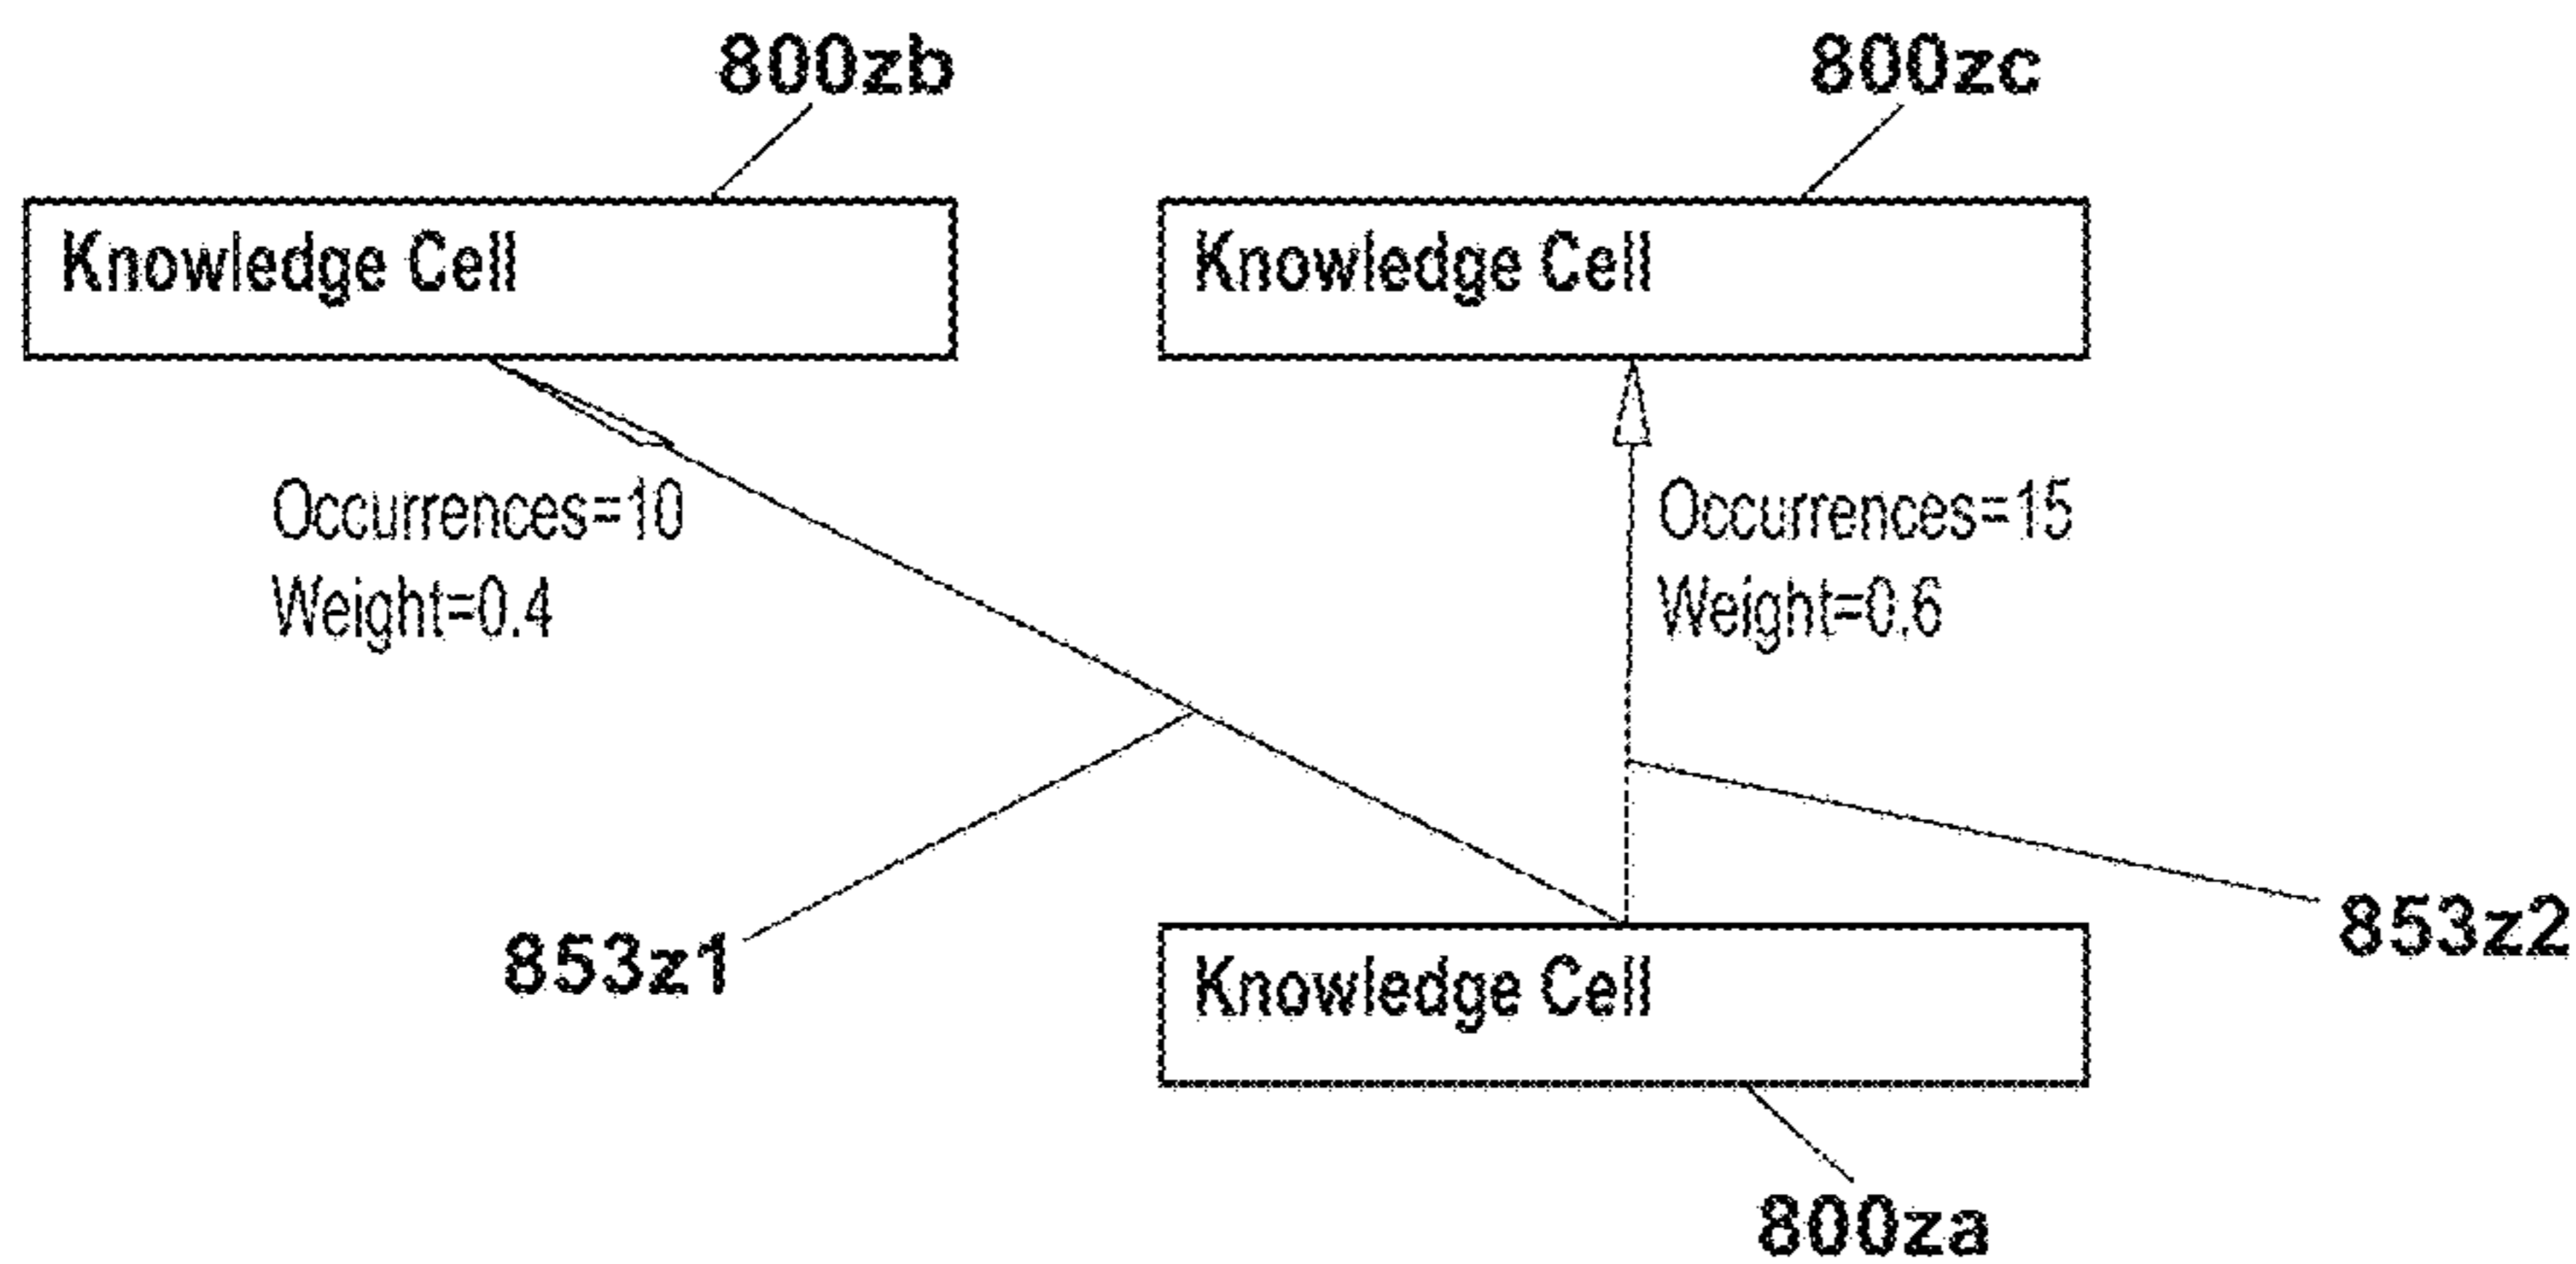 800zb
800zc
Knowledge Cell
Knowledge Cell
Occurrences=10
Weight=0.4
Occurrences=15
Weight=0.6
853z1
853z2
Knowledge Cell
800za